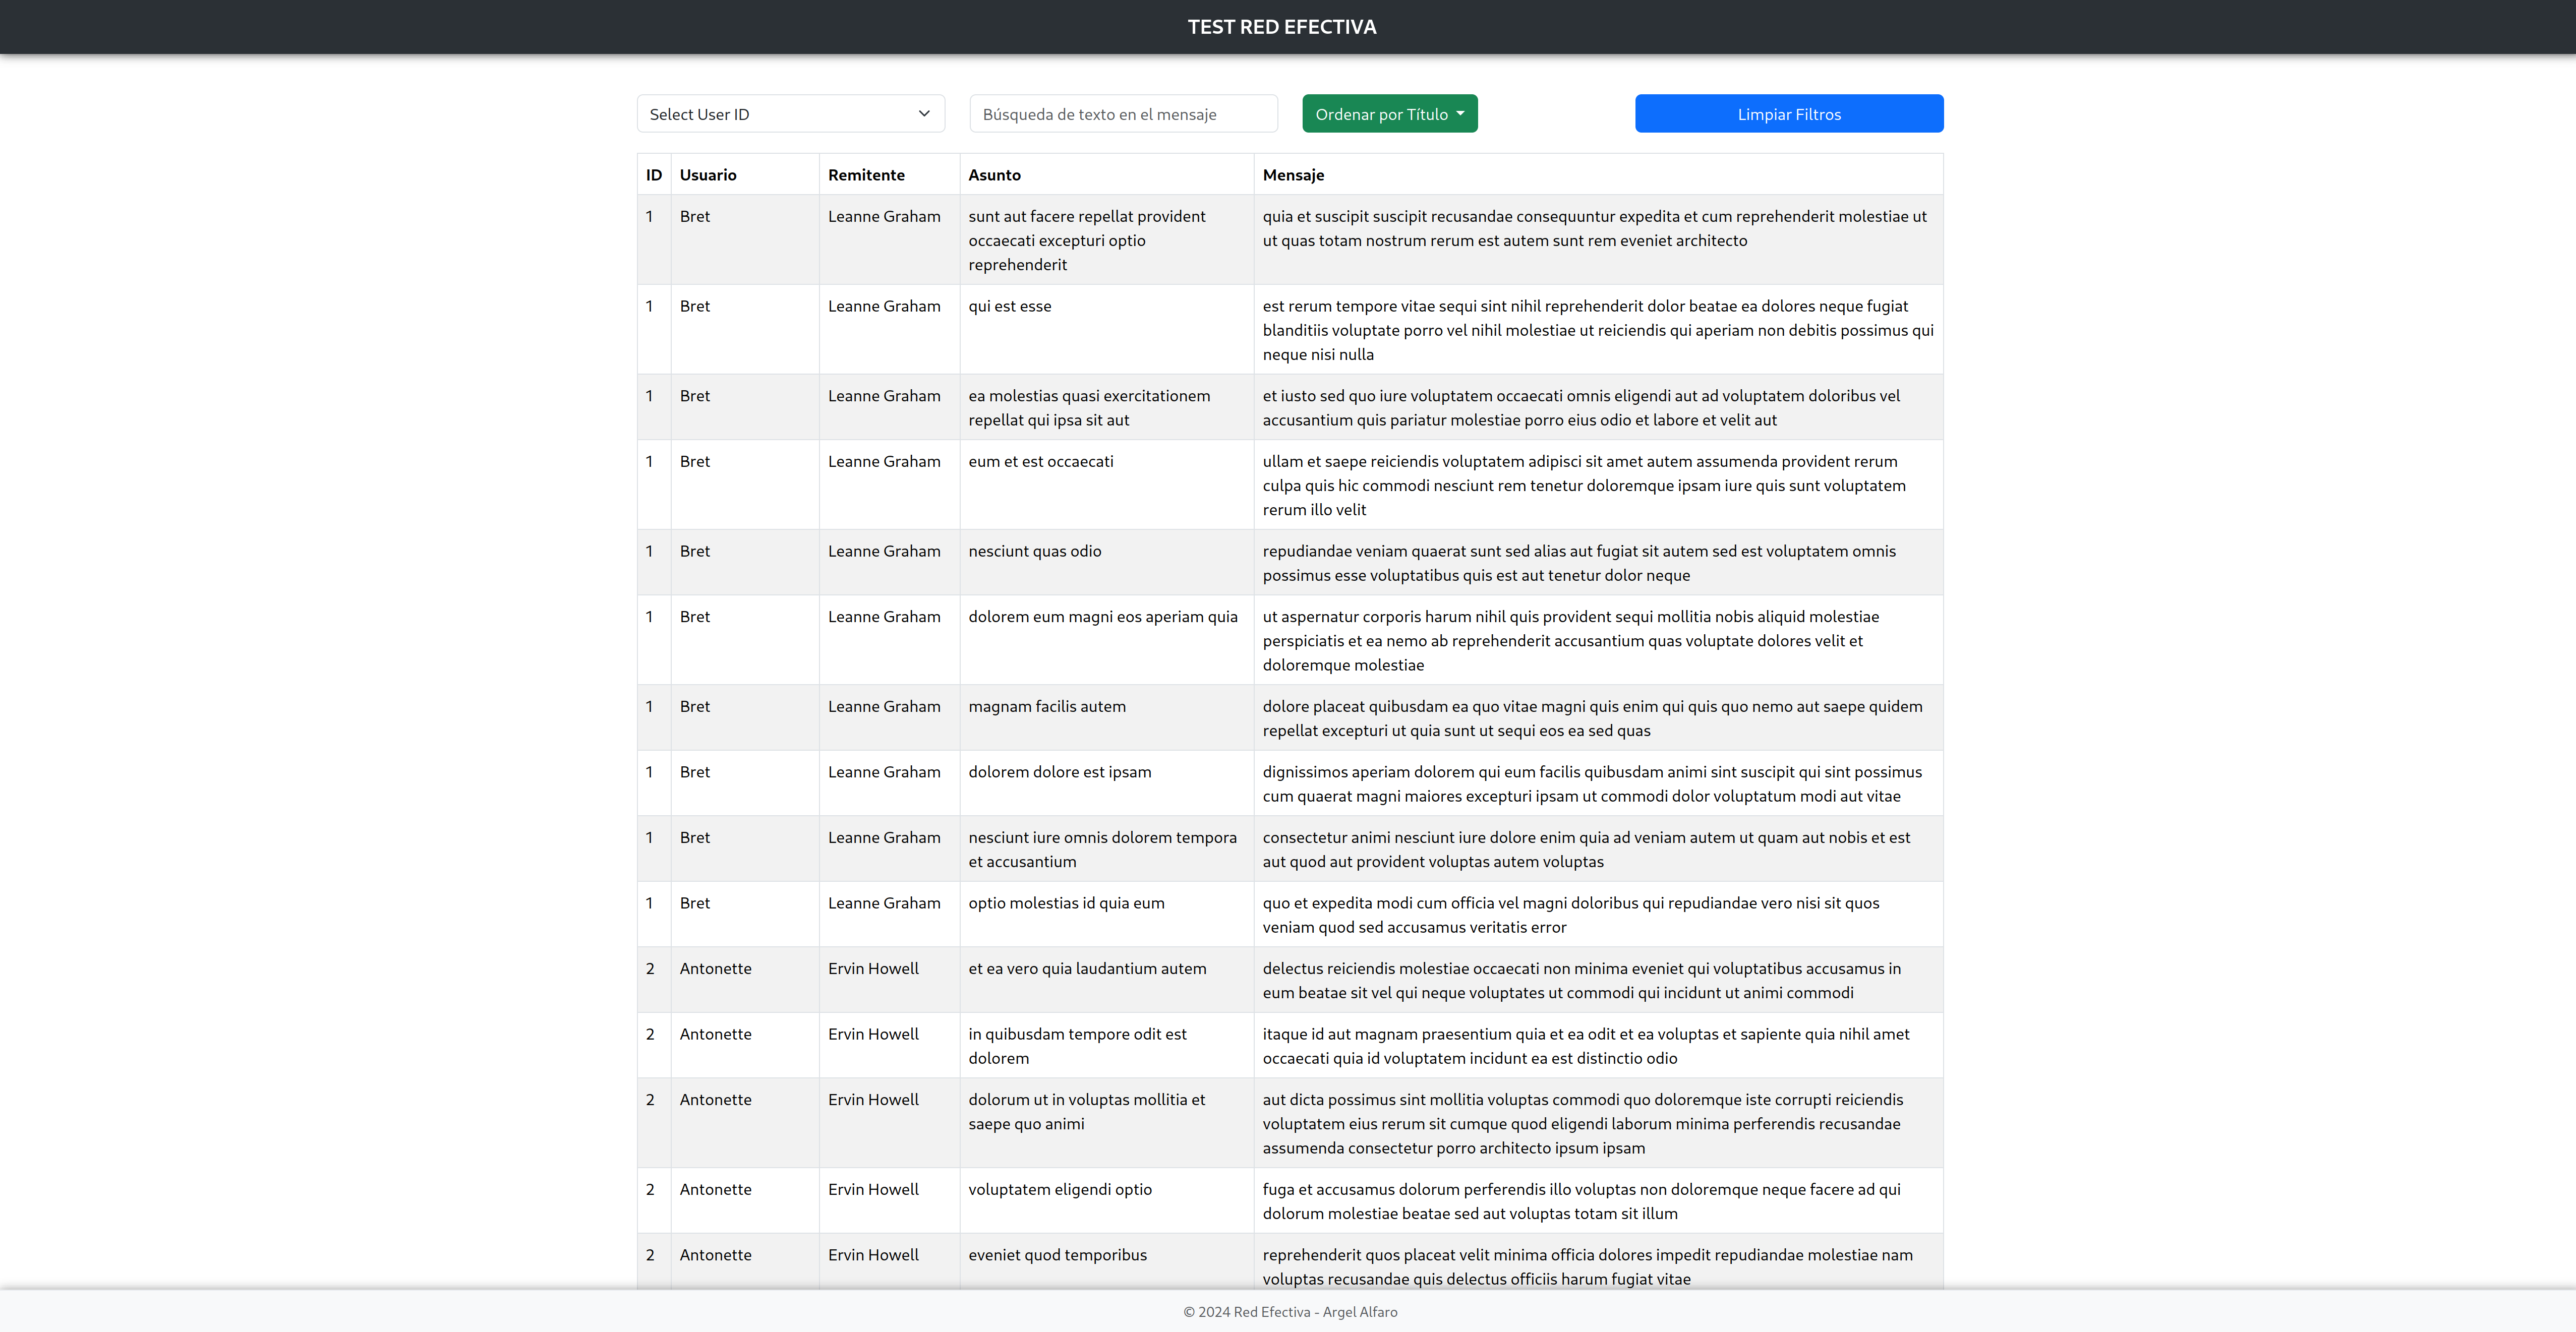 TEST RED EFECTIVA
Select User ID
Búsqueda de texto en el mensaje
Ordenar por Título
Limpiar Filtros
ID Usuario Remitente Asunto Mensaje
1 Bret Leanne Graham sunt aut facere repellat provident quia et suscipit suscipit recusandae consequuntur expedita et cum reprehenderit molestiae ut
occaecati excepturi optio ut quas totam nostrum rerum est autem sunt rem eveniet architecto
reprehenderit
1 Bret Leanne Graham qui est esse est rerum tempore vitae sequi sint nihil reprehenderit dolor beatae ea dolores neque fugiat
blanditiis voluptate porro vel nihil molestiae ut reiciendis qui aperiam non debitis possimus qui
neque nisi nulla
1 Bret Leanne Graham ea molestias quasi exercitationem et iusto sed quo iure voluptatem occaecati omnis eligendi aut ad voluptatem doloribus vel
repellat qui ipsa sit aut accusantium quis pariatur molestiae porro eius odio et labore et velit aut
1 Bret Leanne Graham eum et est occaecati ullam et saepe reiciendis voluptatem adipisci sit amet autem assumenda provident rerum
culpa quis hic commodi nesciunt rem tenetur doloremque ipsam iure quis sunt voluptatem
rerum illo velit
1 Bret Leanne Graham nesciunt quas odio repudiandae veniam quaerat sunt sed alias aut fugiat sit autem sed est voluptatem omnis
possimus esse voluptatibus quis est aut tenetur dolor neque
1 Bret Leanne Graham dolorem eum magni eos aperiam quia ut aspernatur corporis harum nihil quis provident sequi mollitia nobis aliquid molestiae
perspiciatis et ea nemo ab reprehenderit accusantium quas voluptate dolores velit et
doloremque molestiae
1 Bret Leanne Graham magnam facilis autem dolore placeat quibusdam ea quo vitae magni quis enim qui quis quo nemo aut saepe quidem
repellat excepturi ut quia sunt ut sequi eos ea sed quas
1 Bret Leanne Graham dolorem dolore est ipsam dignissimos aperiam dolorem qui eum facilis quibusdam animi sint suscipit qui sint possimus
cum quaerat magni maiores excepturi ipsam ut commodi dolor voluptatum modi aut vitae
1 Bret Leanne Graham nesciunt iure omnis dolorem tempora consectetur animi nesciunt iure dolore enim quia ad veniam autem ut quam aut nobis et est
et accusantium aut quod aut provident voluptas autem voluptas
1 Bret Leanne Graham optio molestias id quia eum quo et expedita modi cum officia vel magni doloribus qui repudiandae vero nisi sit quos
veniam quod sed accusamus veritatis error
2 Antonette Ervin Howell et ea vero quia laudantium autem delectus reiciendis molestiae occaecati non minima eveniet qui voluptatibus accusamus in
eum beatae sit vel qui neque voluptates ut commodi qui incidunt ut animi commodi
2 Antonette Ervin Howell in quibusdam tempore odit est itaque id aut magnam praesentium quia et ea odit et ea voluptas et sapiente quia nihil amet
dolorem occaecati quia id voluptatem incidunt ea est distinctio odio
2 Antonette Ervin Howell dolorum ut in voluptas mollitia et aut dicta possimus sint mollitia voluptas commodi quo doloremque iste corrupti reiciendis
saepe quo animi voluptatem eius rerum sit cumque quod eligendi laborum minima perferendis recusandae
assumenda consectetur porro architecto ipsum ipsam
2 Antonette Ervin Howell voluptatem eligendi optio fuga et accusamus dolorum perferendis illo voluptas non doloremque neque facere ad qui
dolorum molestiae beatae sed aut voluptas totam sit illum
2 Antonette Ervin Howell eveniet quod temporibus reprehenderit quos placeat velit minima officia dolores impedit repudiandae molestiae nam
voluptas recusandae quis delectus officiis harum fugiat vitae
© 2024 Red Efectiva - Argel Alfaro